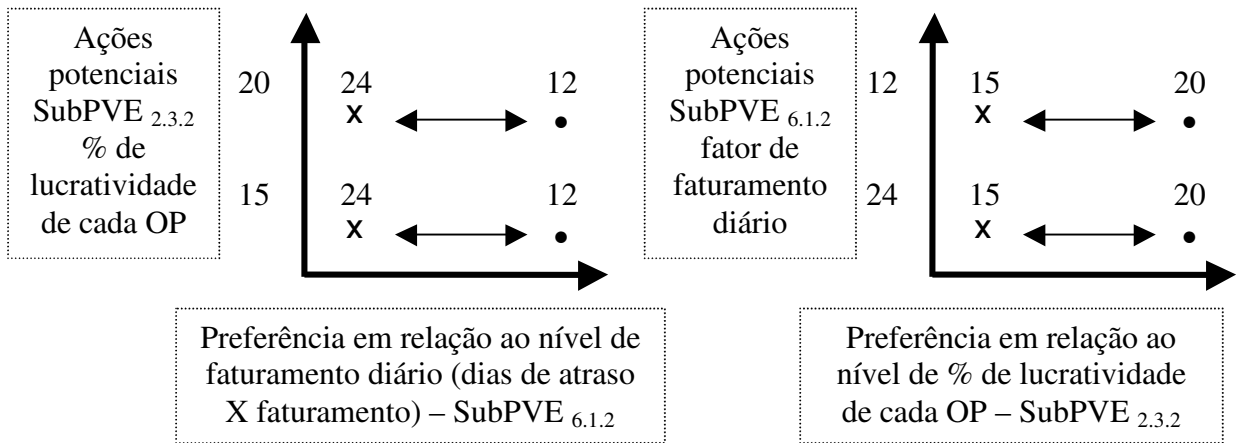 Ações
potenciais
SubPVE 2.3.2
% de
lucratividade
de cada OP
20
24
12
x
15
24
12
x
Preferência em relação ao nível de
faturamento diário (dias de atraso
X faturamento) – SubPVE 6.1.2
Ações
potenciais
SubPVE 6.1.2
fator de
faturamento
diário
12
15
20
x
24
15
20
x
Preferência em relação ao
nível de % de lucratividade
de cada OP – SubPVE 2.3.2